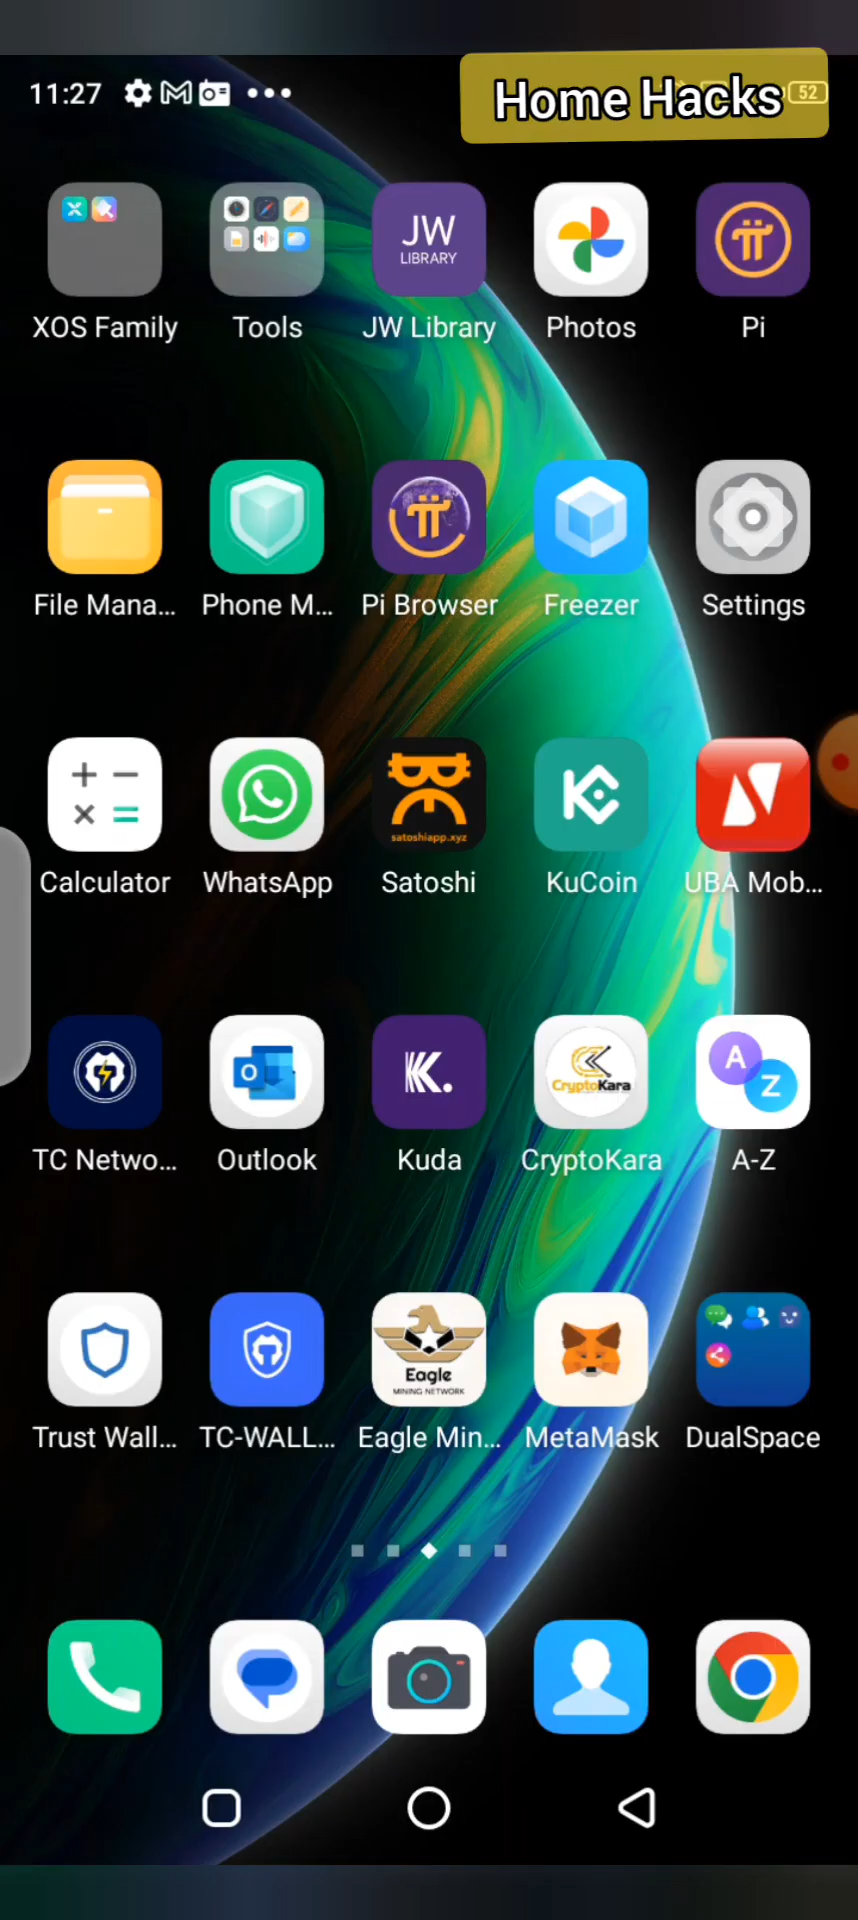 11:27
Home Hacks
52
JW
LIBRARY
XOS Family
Tools
JW Library
Photos
Pi
File Mana...
Phone M...
Pi Browser
Freezer
Settings
satoshiapp.xyz
Calculator
WhatsApp
Satoshi
KuCoin
UBA Mob...
O
K.
CryptoKara
A
Z
TC Netwo...
Outlook
Kuda
CryptoKara
A-Z
Eagle
MINING NETWORK
Trust Wall...
TC-WALL...
Eagle Min...
MetaMask
DualSpace